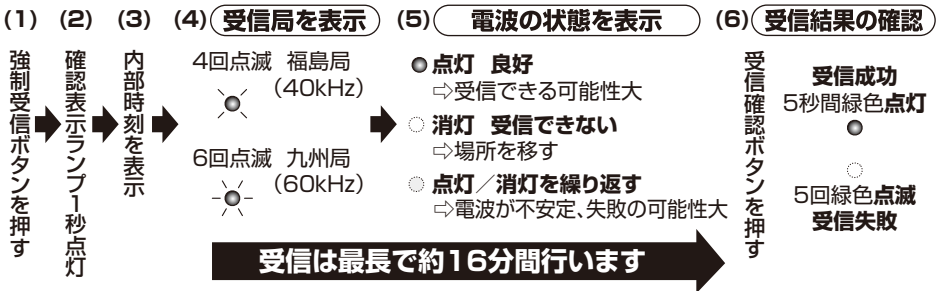 (1)
強制受信ボタンを押す
(2)
確認表示ランプ1秒点灯
(3)
内部時刻を表示
(4) 受信局を表示
4回点滅 福島局
(40kHz)
6回点滅 九州局
(60kHz)
(5) 電波の状態を表示
点灯 良好
⇨受信できる可能性大
消灯 受信できない
⇨場所を移す
点灯/消灯を繰り返す
⇨電波が不安定、失敗の可能性大
受信は最長で約16分間行います
(6) 受信結果の確認
受信確認ボタンを押す
受信成功
5秒間緑色点灯
5回緑色点滅
受信失敗